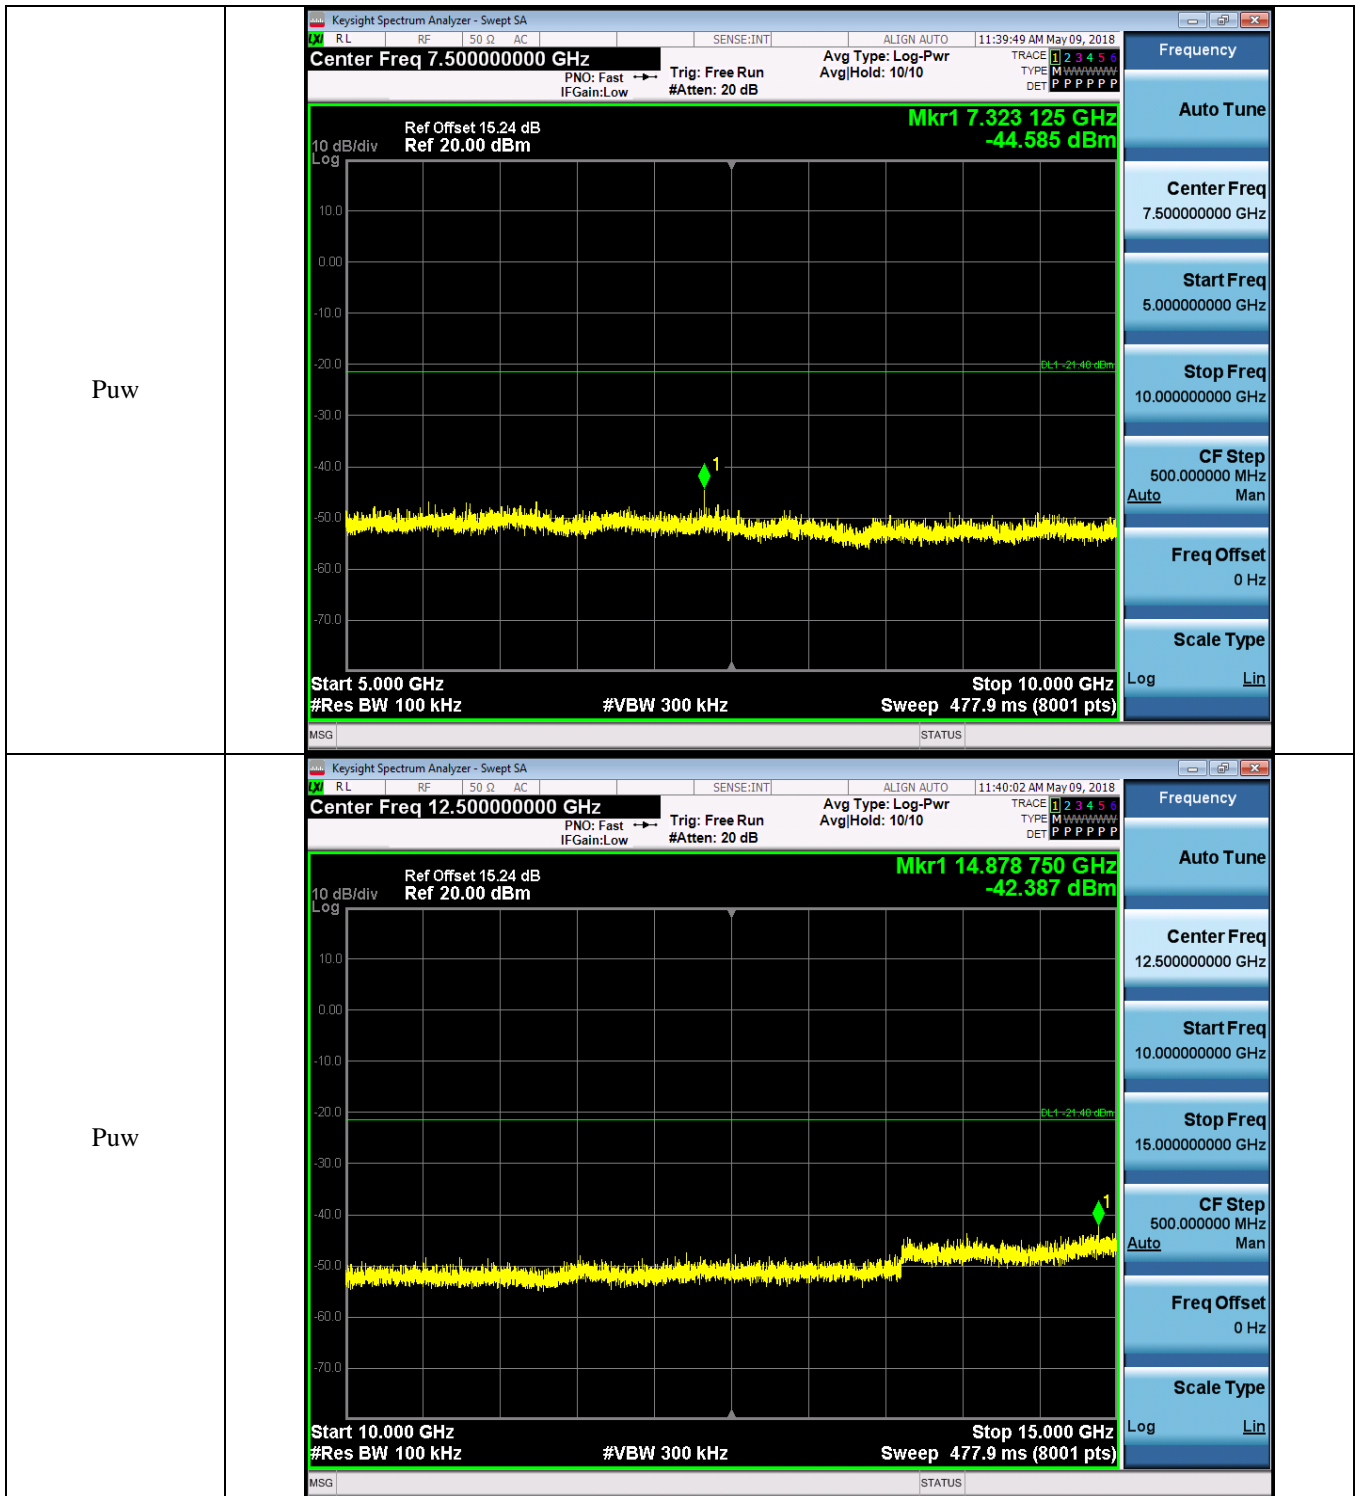 Puw
Keysight Spectrum Analyzer - Swept SA
LXI RL RF 50 Ω AC SENSE:INT ALIGN AUTO 11:39:49 AM May 09, 2018
Center Freq 7.500000000 GHz
PNO: Fast
IFGain:Low
Trig: Free Run
#Atten: 20 dB
Avg Type: Log-Pwr
Avg|Hold: 10/10
TRACE 1 2 3 4 5 6
TYPE M WWWWW
DET P P P P P P
Mkr1 7.323 125 GHz
-44.585 dBm
Ref Offset 15.24 dB
10 dB/div Ref 20.00 dBm
Log
10.0
0.00
-10.0
-20.0
DL1 -21.40 dBm
-30.0
1
-40.0
-50.0
-60.0
-70.0
Start 5.000 GHz Stop 10.000 GHz
#Res BW 100 kHz #VBW 300 kHz Sweep 477.9 ms (8001 pts)
MSG STATUS
Frequency
Auto Tune
Center Freq
7.500000000 GHz
Start Freq
5.000000000 GHz
Stop Freq
10.000000000 GHz
CF Step
500.000000 MHz
Auto Man
Freq Offset
0 Hz
Scale Type
Log Lin
Puw
Keysight Spectrum Analyzer - Swept SA
LXI RL RF 50 Ω AC SENSE:INT ALIGN AUTO 11:40:02 AM May 09, 2018
Center Freq 12.500000000 GHz
PNO: Fast
IFGain:Low
Trig: Free Run
#Atten: 20 dB
Avg Type: Log-Pwr
Avg|Hold: 10/10
TRACE 1 2 3 4 5 6
TYPE M WWWWW
DET P P P P P P
Mkr1 14.878 750 GHz
-42.387 dBm
Ref Offset 15.24 dB
10 dB/div Ref 20.00 dBm
Log
10.0
0.00
-10.0
-20.0
DL1 -21.40 dBm
-30.0
1
-40.0
-50.0
-60.0
-70.0
Start 10.000 GHz Stop 15.000 GHz
#Res BW 100 kHz #VBW 300 kHz Sweep 477.9 ms (8001 pts)
MSG STATUS
Frequency
Auto Tune
Center Freq
12.500000000 GHz
Start Freq
10.000000000 GHz
Stop Freq
15.000000000 GHz
CF Step
500.000000 MHz
Auto Man
Freq Offset
0 Hz
Scale Type
Log Lin